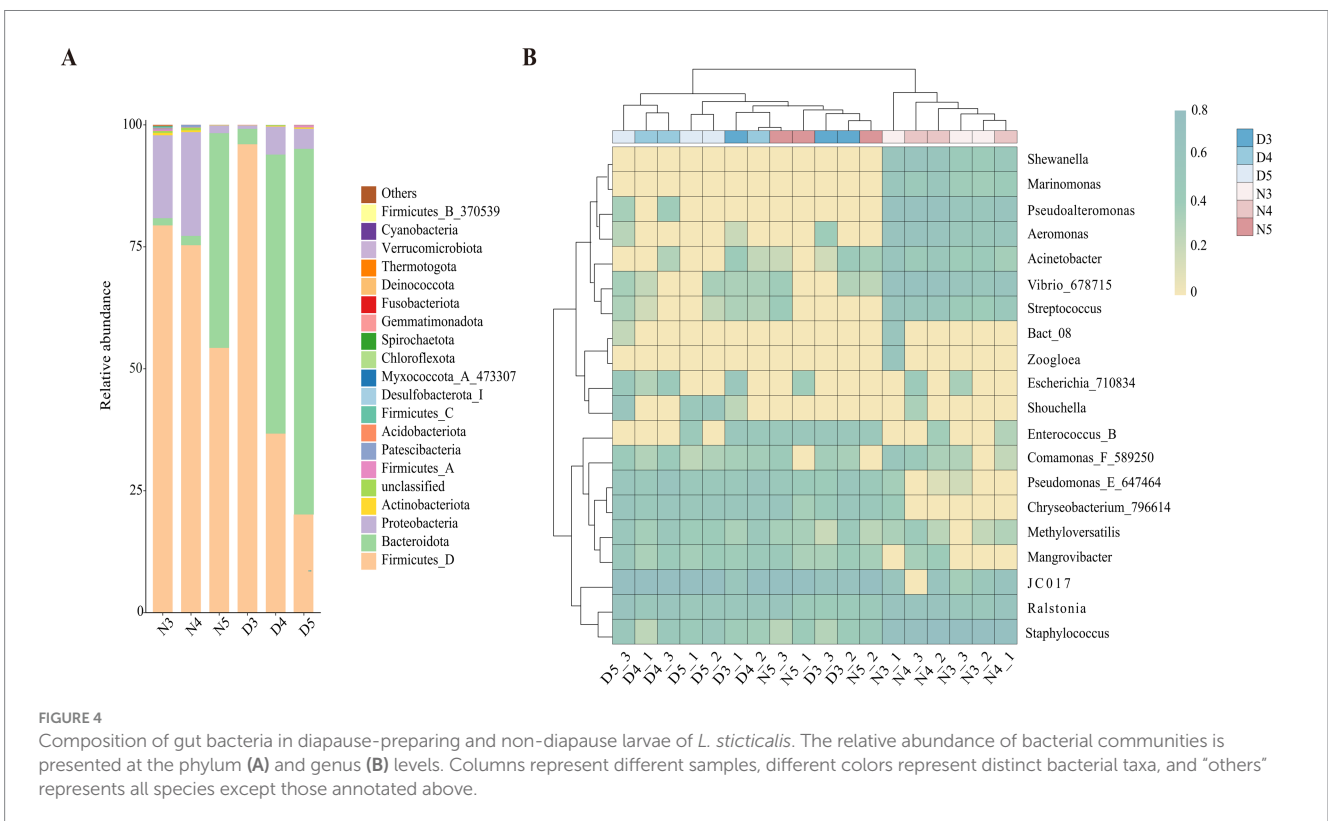 A
B
100
75
50
25
0
Relative abundance
N3
N4
N5
D3
D4
D5
Others
Firmicutes_B_370539
Cyanobacteria
Verrucomicrobiota
Thermotogota
Deinococcota
Fusobacteriota
Gemmatimonadota
Spirochaetota
Chloroflexota
Myxococcota_A_473307
Desulfobacterota_I
Firmicutes_C
Acidobacteriota
Patescibacteria
Firmicutes_A
unclassified
Actinobacteriota
Proteobacteria
Bacteroidota
Firmicutes_D
Shewanella
Marinomonas
Pseudoalteromonas
Aeromonas
Acinetobacter
Vibrio_678715
Streptococcus
Bact_08
Zoogloea
Escherichia_710834
Shouchella
Enterococcus_B
Comamonas_F_589250
Pseudomonas_E_647464
Chryseobacterium_796614
Methyloversatilis
Mangrovibacter
JC017
Ralstonia
Staphylococcus
D5_3
D4_1
D4_3
D5_1
D5_2
D3_1
D4_2
N5_3
N5_1
D3_3
D3_2
N5_2
N3_1
N4_3
N4_2
N3_3
N3_2
N4_1
0.8
0.6
0.4
0.2
0
D3
D4
D5
N3
N4
N5
FIGURE 4
Composition of gut bacteria in diapause-preparing and non-diapause larvae of L. sticticalis. The relative abundance of bacterial communities is
presented at the phylum (A) and genus (B) levels. Columns represent different samples, different colors represent distinct bacterial taxa, and "others"
represents all species except those annotated above.